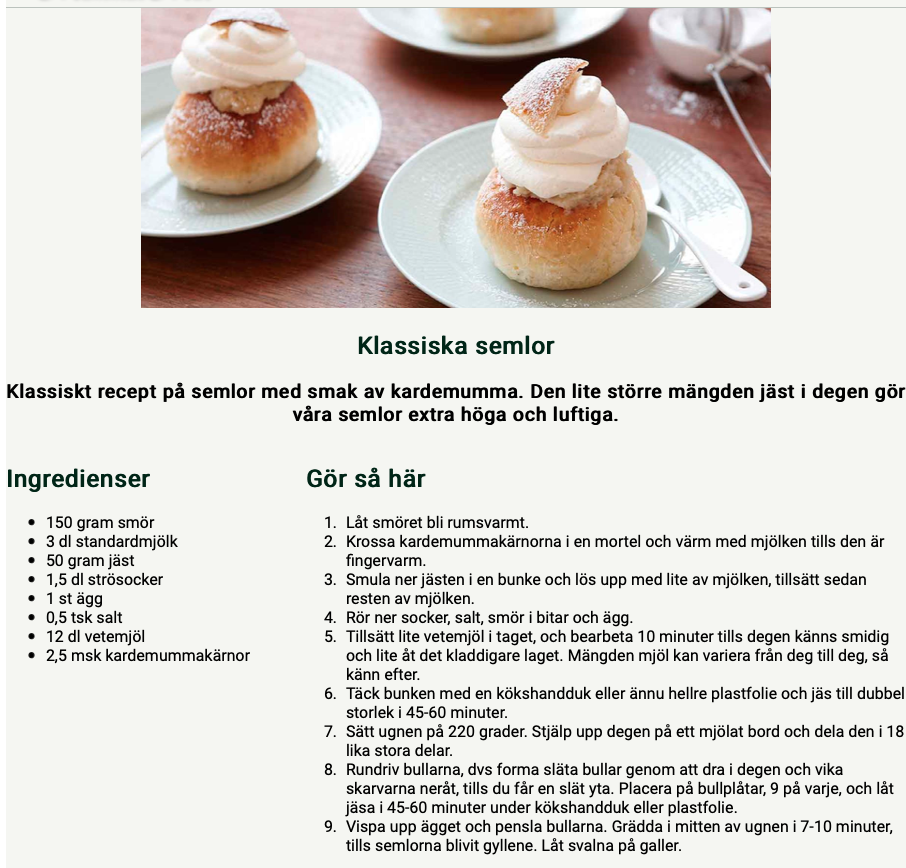 Klassiska semlor
Klassiskt recept på semlor med smak av kardemumma. Den lite större mängden jäst i degen gör
våra semlor extra höga och luftiga.
Ingredienser
150 gram smör
3 dl standardmjölk
50 gram jäst
1,5 dl strösocker
1 st ägg
0,5 tsk salt
12 dl vetemjöl
2,5 msk kardemummakärnor
Gör så här
1. Låt smöret bli rumsvarmt.
2. Krossa kardemummakärnorna i en mortel och värm med mjölken tills den är
fingervarm.
3. Smula ner jästen i en bunke och lös upp med lite av mjölken, tillsätt sedan
resten av mjölken.
4. Rör ner socker, salt, smör i bitar och ägg.
5. Tillsätt lite vetemjöl i taget, och bearbeta 10 minuter tills degen känns smidig
och lite åt det kladdigare laget. Mängden mjöl kan variera från deg till deg, så
känn efter.
6. Täck bunken med en kökshandduk eller ännu hellre plastfolie och jäs till dubbel
storlek i 45-60 minuter.
7. Sätt ugnen på 220 grader. Stjälp upp degen på ett mjölat bord och dela den i 18
lika stora delar.
8. Rundriv bullarna, dvs forma släta bullar genom att dra i degen och vika
skarvarna neråt, tills du får en slät yta. Placera på bullplåtar, 9 på varje, och låt
jäsa i 45-60 minuter under kökshandduk eller plastfolie.
9. Vispa upp ägget och pensla bullarna. Grädda i mitten av ugnen i 7-10 minuter,
tills semlorna blivit gyllene. Låt svalna på galler.